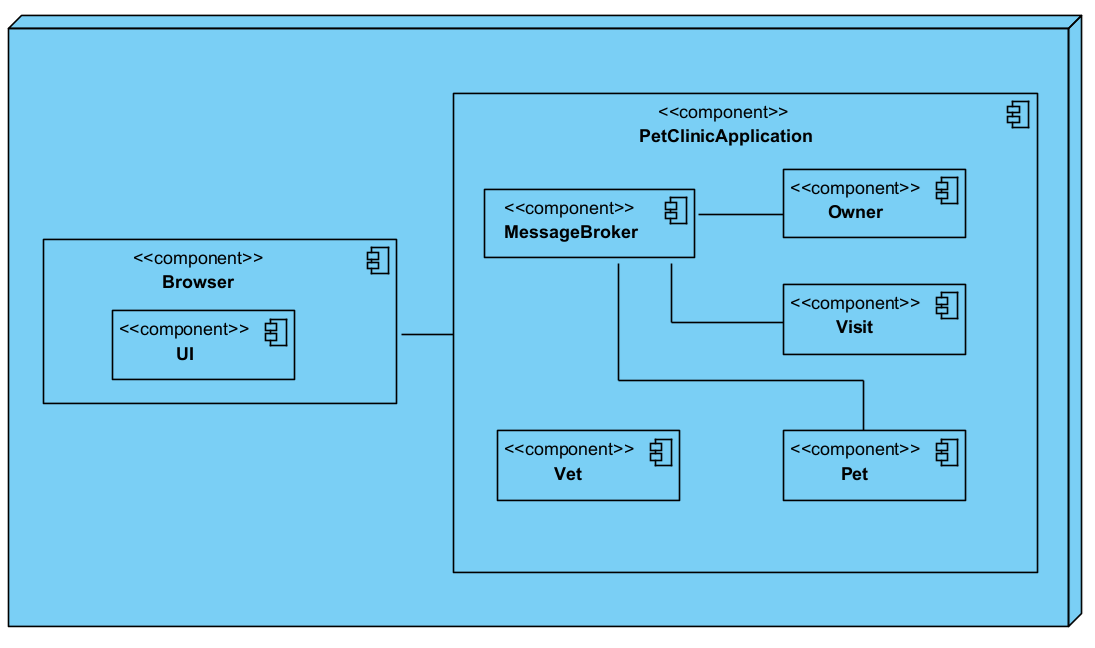 <<component>>
PetClinicApplication
<<component>>
MessageBroker
<<component>>
Owner
<<component>>
Browser
<<component>>
UI
<<component>>
Visit
<<component>>
Vet
<<component>>
Pet